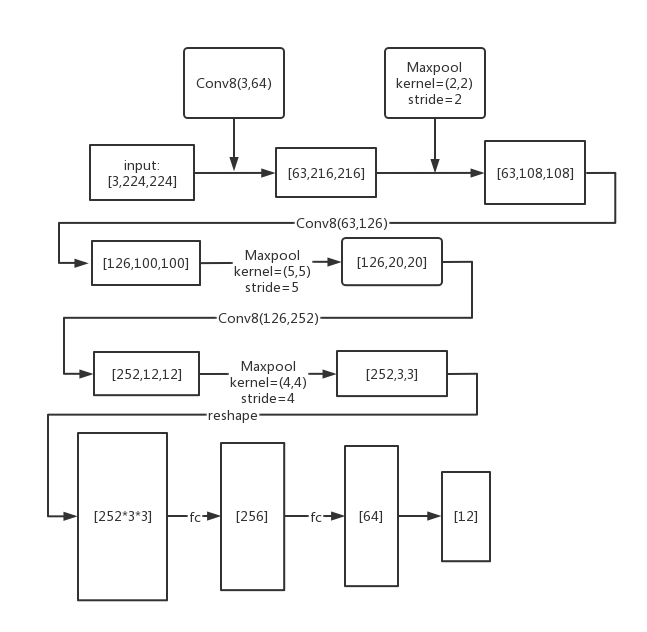 Conv8(3,64)
Maxpool
kernel=(2,2)
stride=2
input:
[3,224,224]
[63,216,216]
[63,108,108]
Conv8(63,126)
[126,100,100]
Maxpool
kernel=(5,5)
stride=5
[126,20,20]
Conv8(126,252)
[252,12,12]
Maxpool
kernel=(4,4)
stride=4
[252,3,3]
reshape
[252*3*3]
fc
[256]
fc
[64]
[12]